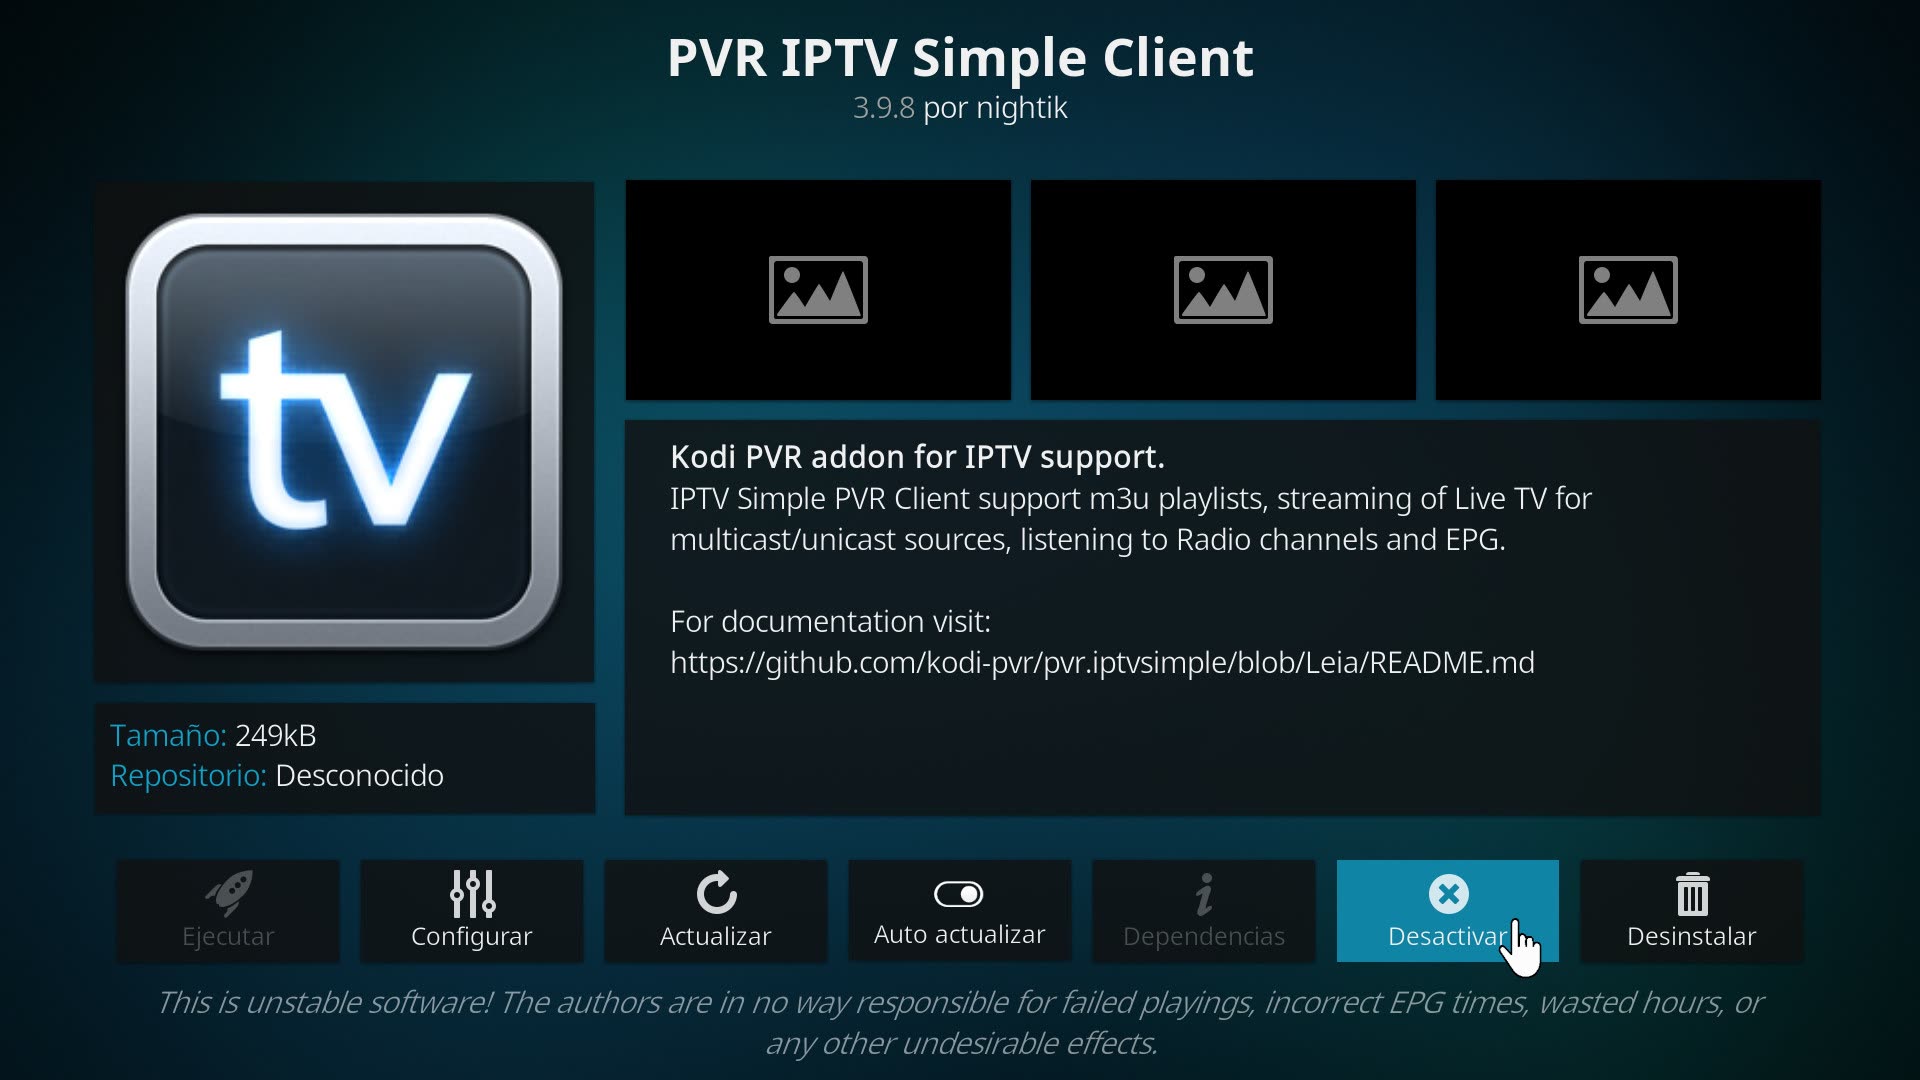 PVR IPTV Simple Client
3.9.8 por nightik
tv
Kodi PVR addon for IPTV support.
IPTV Simple PVR Client support m3u playlists, streaming of Live TV for
multicast/unicast sources, listening to Radio channels and EPG.
For documentation visit:
https://github.com/kodi-pvr/pvr.iptvsimple/blob/Leia/README.md
Tamaño: 249kB
Repositorio: Desconocido
Ejecutar
Configurar
Actualizar
Auto actualizar
Dependencias
Desactivar
Desinstalar
This is unstable software! The authors are in no way responsible for failed playings, incorrect EPG times, wasted hours, or
any other undesirable effects.